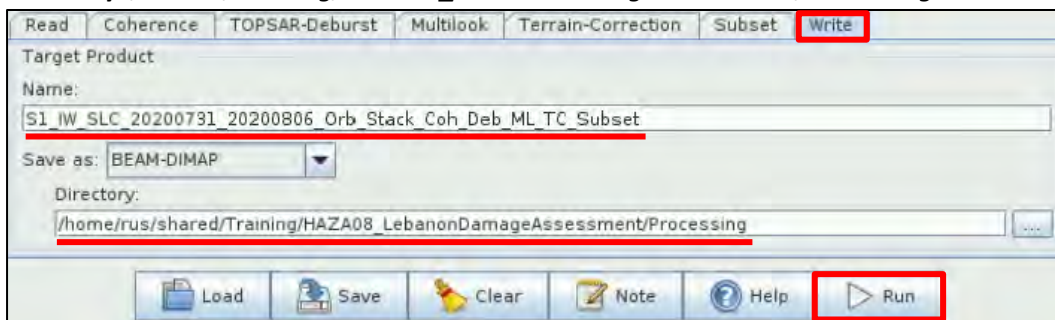 Read Coherence TOPSAR-Deburst Multilook Terrain-Correction Subset Write
Target Product
Name:
S1_IW_SLC_20200731_20200806_Orb_Stack_Coh_Deb_ML_TC_Subset
Save as: BEAM-DIMAP
Directory:
/home/rus/shared/Training/HAZA08_LebanonDamageAssessment/Processing
...
Load Save Clear Note Help Run